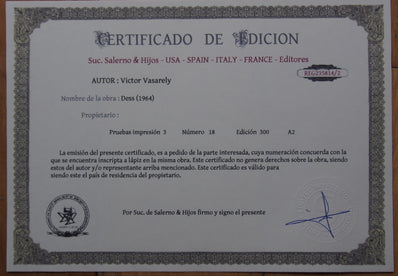 CERTIFICADO DE EDICION
Suc. Salerno & Hijos - USA - SPAIN - ITALY - FRANCE - Editores
REG255814/2
AUTOR : Victor Vasarely
Nombre de la obra : Dess (1964)
Propietario :
Pruebas impresión 3 Número 18 Edición 300 A2
La emisión del presente certificado, es a pedido de la parte interesada, cuya numeración concuerda con la
que se encuentra inscripta a lápiz en la misma obra. Este certificado no genera derechos sobre la obra, siendo
estos del autor y/o representante arriba mencionado. Este certificado es válido para
siendo este el país de residencia del propietario.
Por Suc. de Salerno & Hijos firmo y signo el presente